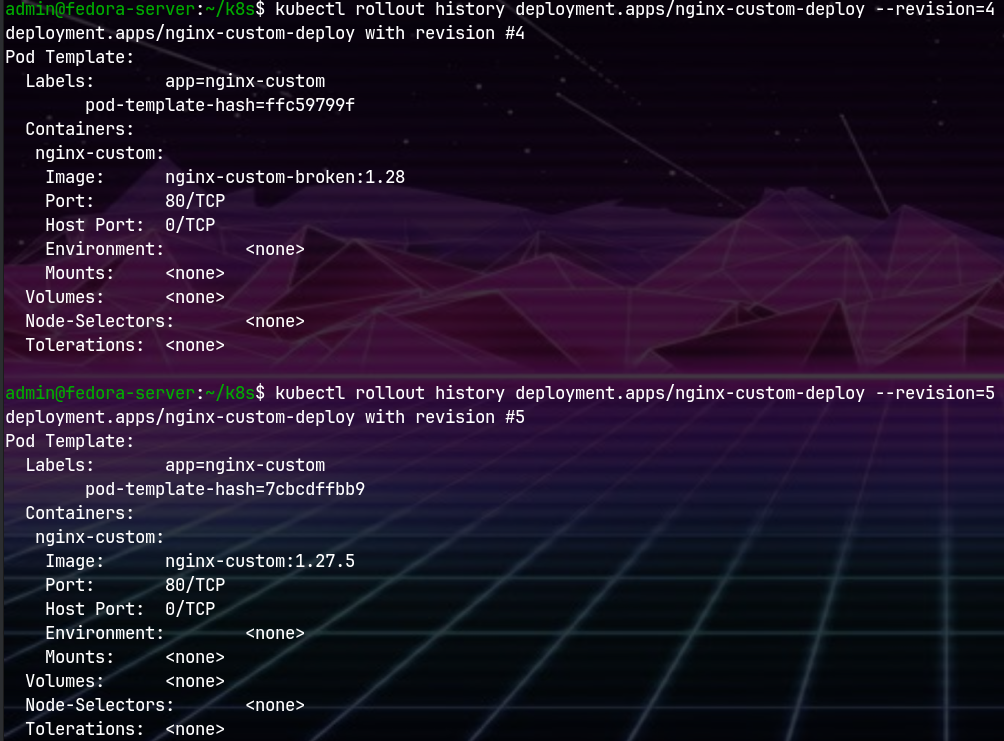 admin@fedora-server:~/k8s$ kubectl rollout history deployment.apps/nginx-custom-deploy --revision=4
deployment.apps/nginx-custom-deploy with revision #4
Pod Template:
  Labels:       app=nginx-custom
        pod-template-hash=ffc59799f
  Containers:
   nginx-custom:
    Image:      nginx-custom-broken:1.28
    Port:       80/TCP
    Host Port:  0/TCP
    Environment:        <none>
    Mounts:     <none>
  Volumes:      <none>
  Node-Selectors:       <none>
  Tolerations:  <none>

admin@fedora-server:~/k8s$ kubectl rollout history deployment.apps/nginx-custom-deploy --revision=5
deployment.apps/nginx-custom-deploy with revision #5
Pod Template:
  Labels:       app=nginx-custom
        pod-template-hash=7cbcdffbb9
  Containers:
   nginx-custom:
    Image:      nginx-custom:1.27.5
    Port:       80/TCP
    Host Port:  0/TCP
    Environment:        <none>
    Mounts:     <none>
  Volumes:      <none>
  Node-Selectors:       <none>
  Tolerations:  <none>